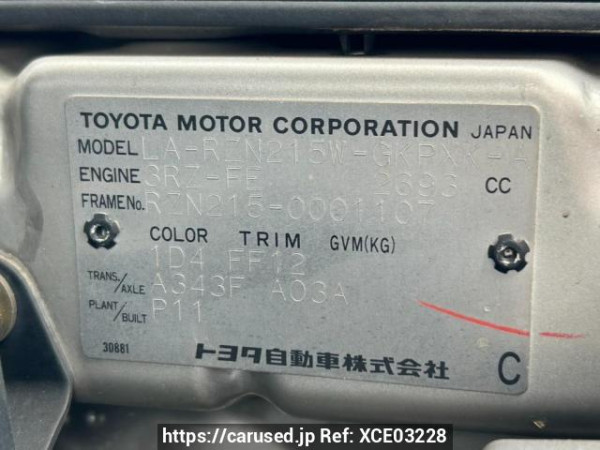 TOYOTA MOTOR CORPORATION JAPAN
MODEL LA-RZN215W-GKPXK-A
ENGINE 3RZ-FE 2693 CC
FRAME No. RZN215-0001107
COLOR TRIM GVM(KG)
1D4 FF12
TRANS./AXLE A343F A03A
PLANT/BUILT P11
30881 トヨタ自動車株式会社 C
https://carused.jp Ref: XCE03228